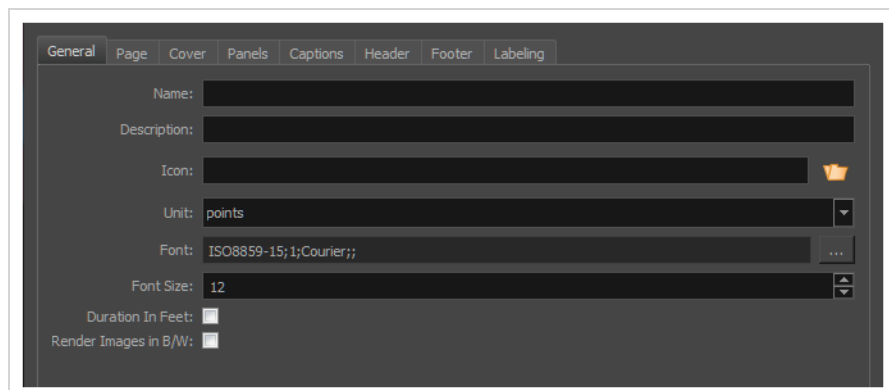 General Page Cover Panels Captions Header Footer Labeling
Name:
Description:
Icon:
Unit: points
Font: ISO8859-15;1;Courier;; ...
Font Size: 12
Duration In Feet:
Render Images in B/W: